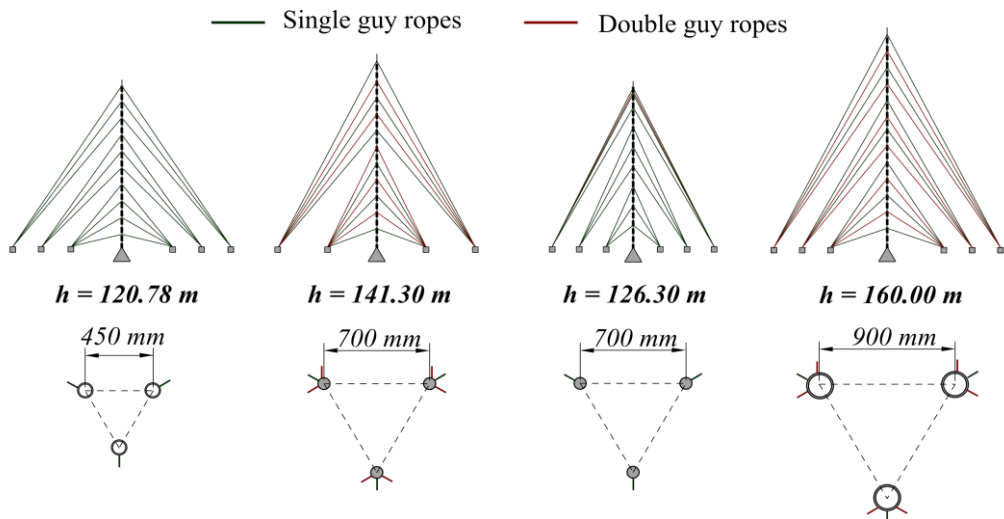 Single guy ropes
Double guy ropes
h = 120.78 m
h = 141.30 m
h = 126.30 m
h = 160.00 m
450 mm
700 mm
700 mm
900 mm